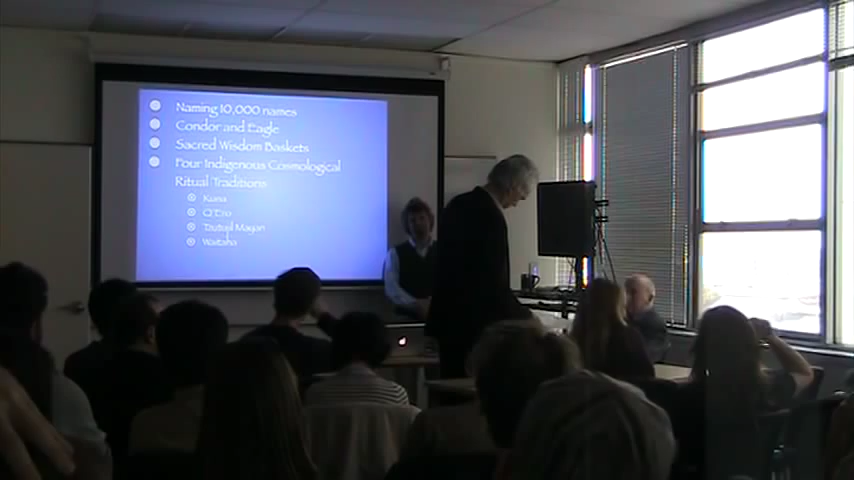 Naming 10,000 names
Condor and Eagle
Sacred Wisdom Baskets
Four Indigenous Cosmological
Ritual Traditions
Kuna
Q'Ero
Tzutujil Mayan
Waitaha